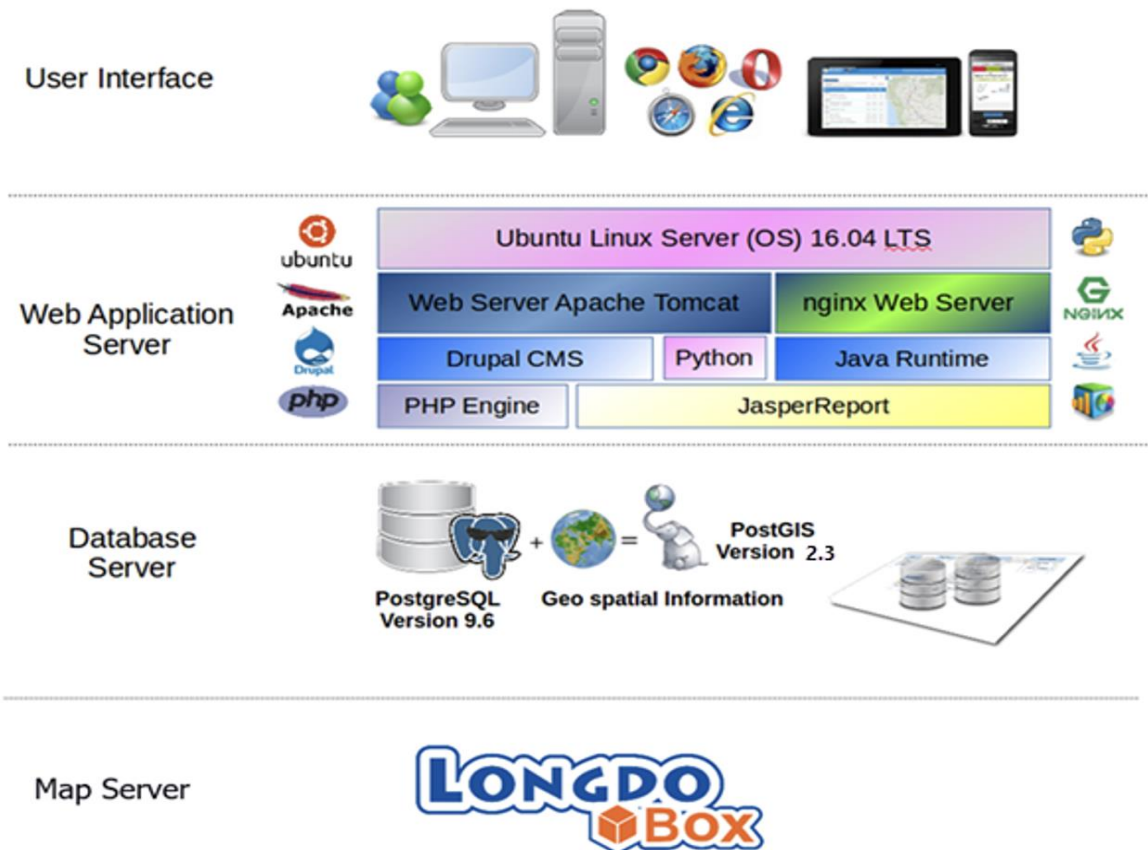 User Interface
Ubuntu Linux Server (OS) 16.04 LTS
ubuntu
Web Application
Server
Apache
Web Server Apache Tomcat
nginx Web Server
NGINX
Drupal
Drupal CMS
Python
Java Runtime
php
PHP Engine
JasperReport
Database
Server
+
=
PostGIS
Version 2.3
PostgreSQL
Version 9.6
Geo spatial Information
Map Server
LONGDO
BOX